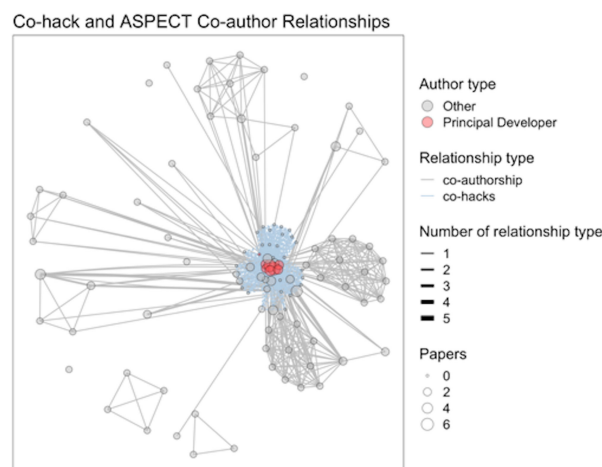 Co-hack and ASPECT Co-author Relationships
Author type
Other
Principal Developer
Relationship type
co-authorship
co-hacks
Number of relationship type
1
2
3
4
5
Papers
0
2
4
6